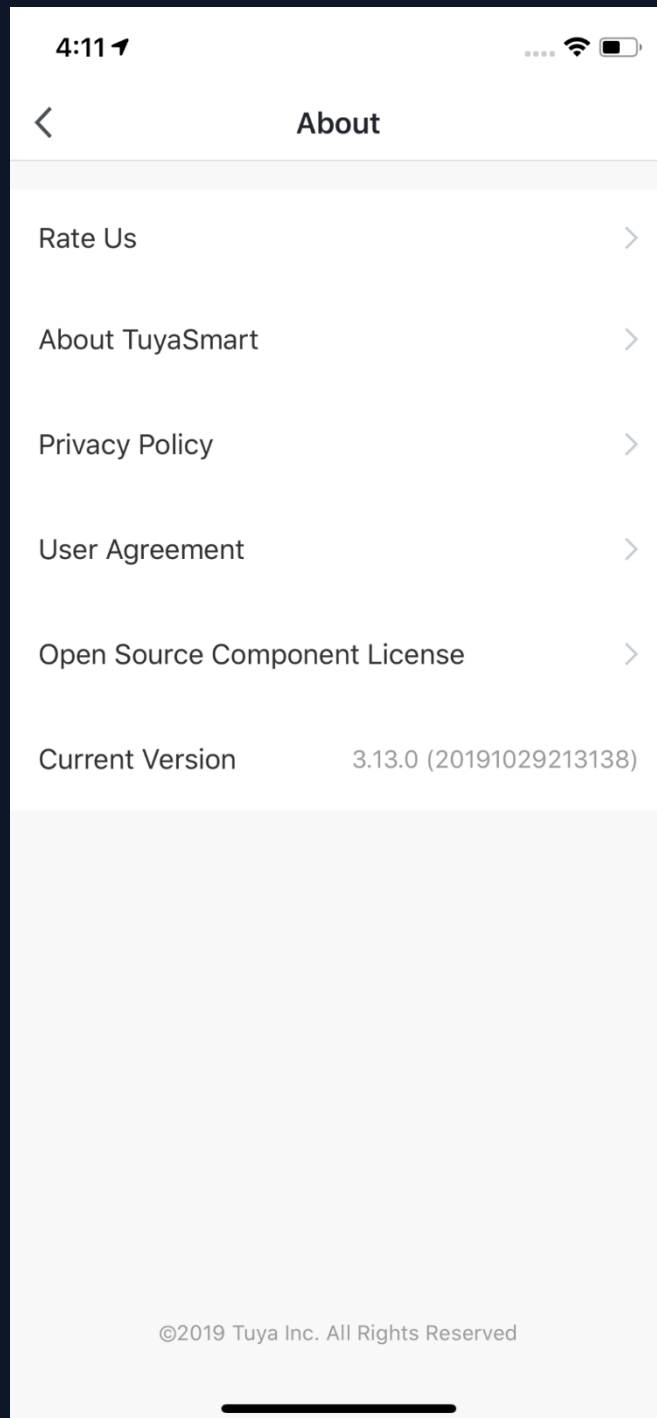 4:11
About
Rate Us
About TuyaSmart
Privacy Policy
User Agreement
Open Source Component License
Current Version 3.13.0 (20191029213138)
©2019 Tuya Inc. All Rights Reserved